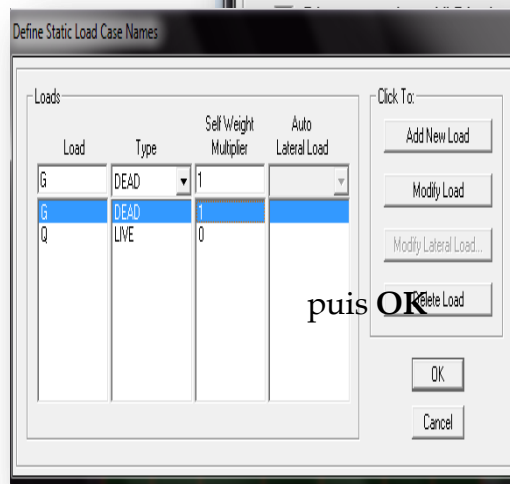 Define Static Load Case Names
Loads
Load Type Self Weight Multiplier Auto Lateral Load
G DEAD 1
G DEAD 1
Q LIVE 0
Click To:
Add New Load
Modify Load
Modify Lateral Load...
Delete Load
puis OK
OK
Cancel